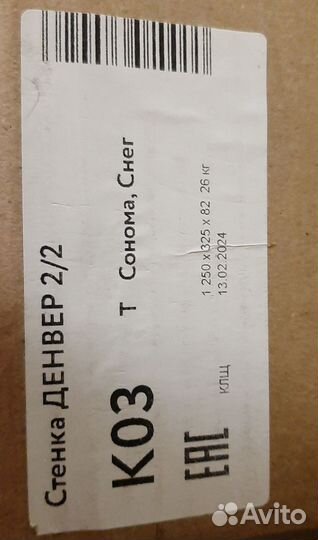 Стенка ДЕНВЕР 2/2
К03 Т Сонома, Снег
ЕАС КЛЩ
1 250 x 325 x 82 26 кг
13.02.2024
Avito